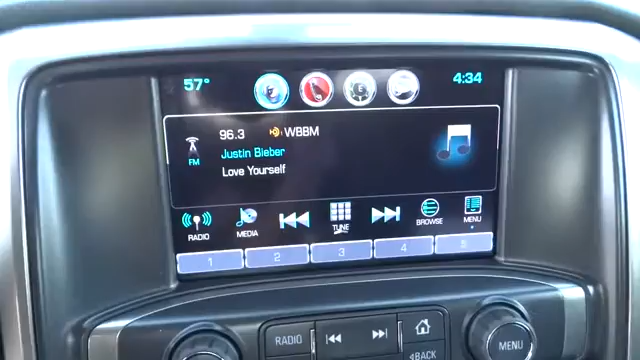 57°
4:34
96.3 WBBM
FM
Justin Bieber
Love Yourself
RADIO MEDIA TUNE BROWSE MENU
1 2 3 4 5
RADIO
MENU
BACK